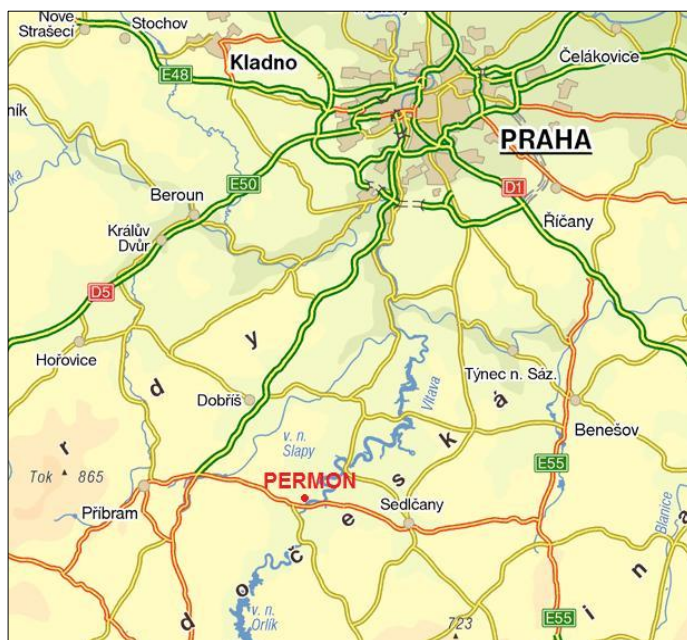 Nové
Strašecí
Stochov
Kladno
Čelákovice
E48
PRAHA
ník
E50
D1
Beroun
Králův
Dvůr
Říčany
D5
Hořovice
Dobříš
Týnec n. Sáz.
Vltava
Benešov
v. n.
Slapy
r d y
Tok 865
PERMON
E55
Příbram
Sedlčany
Blanice
d o č e s k á
v. n.
Orlík
723
E55
i n a